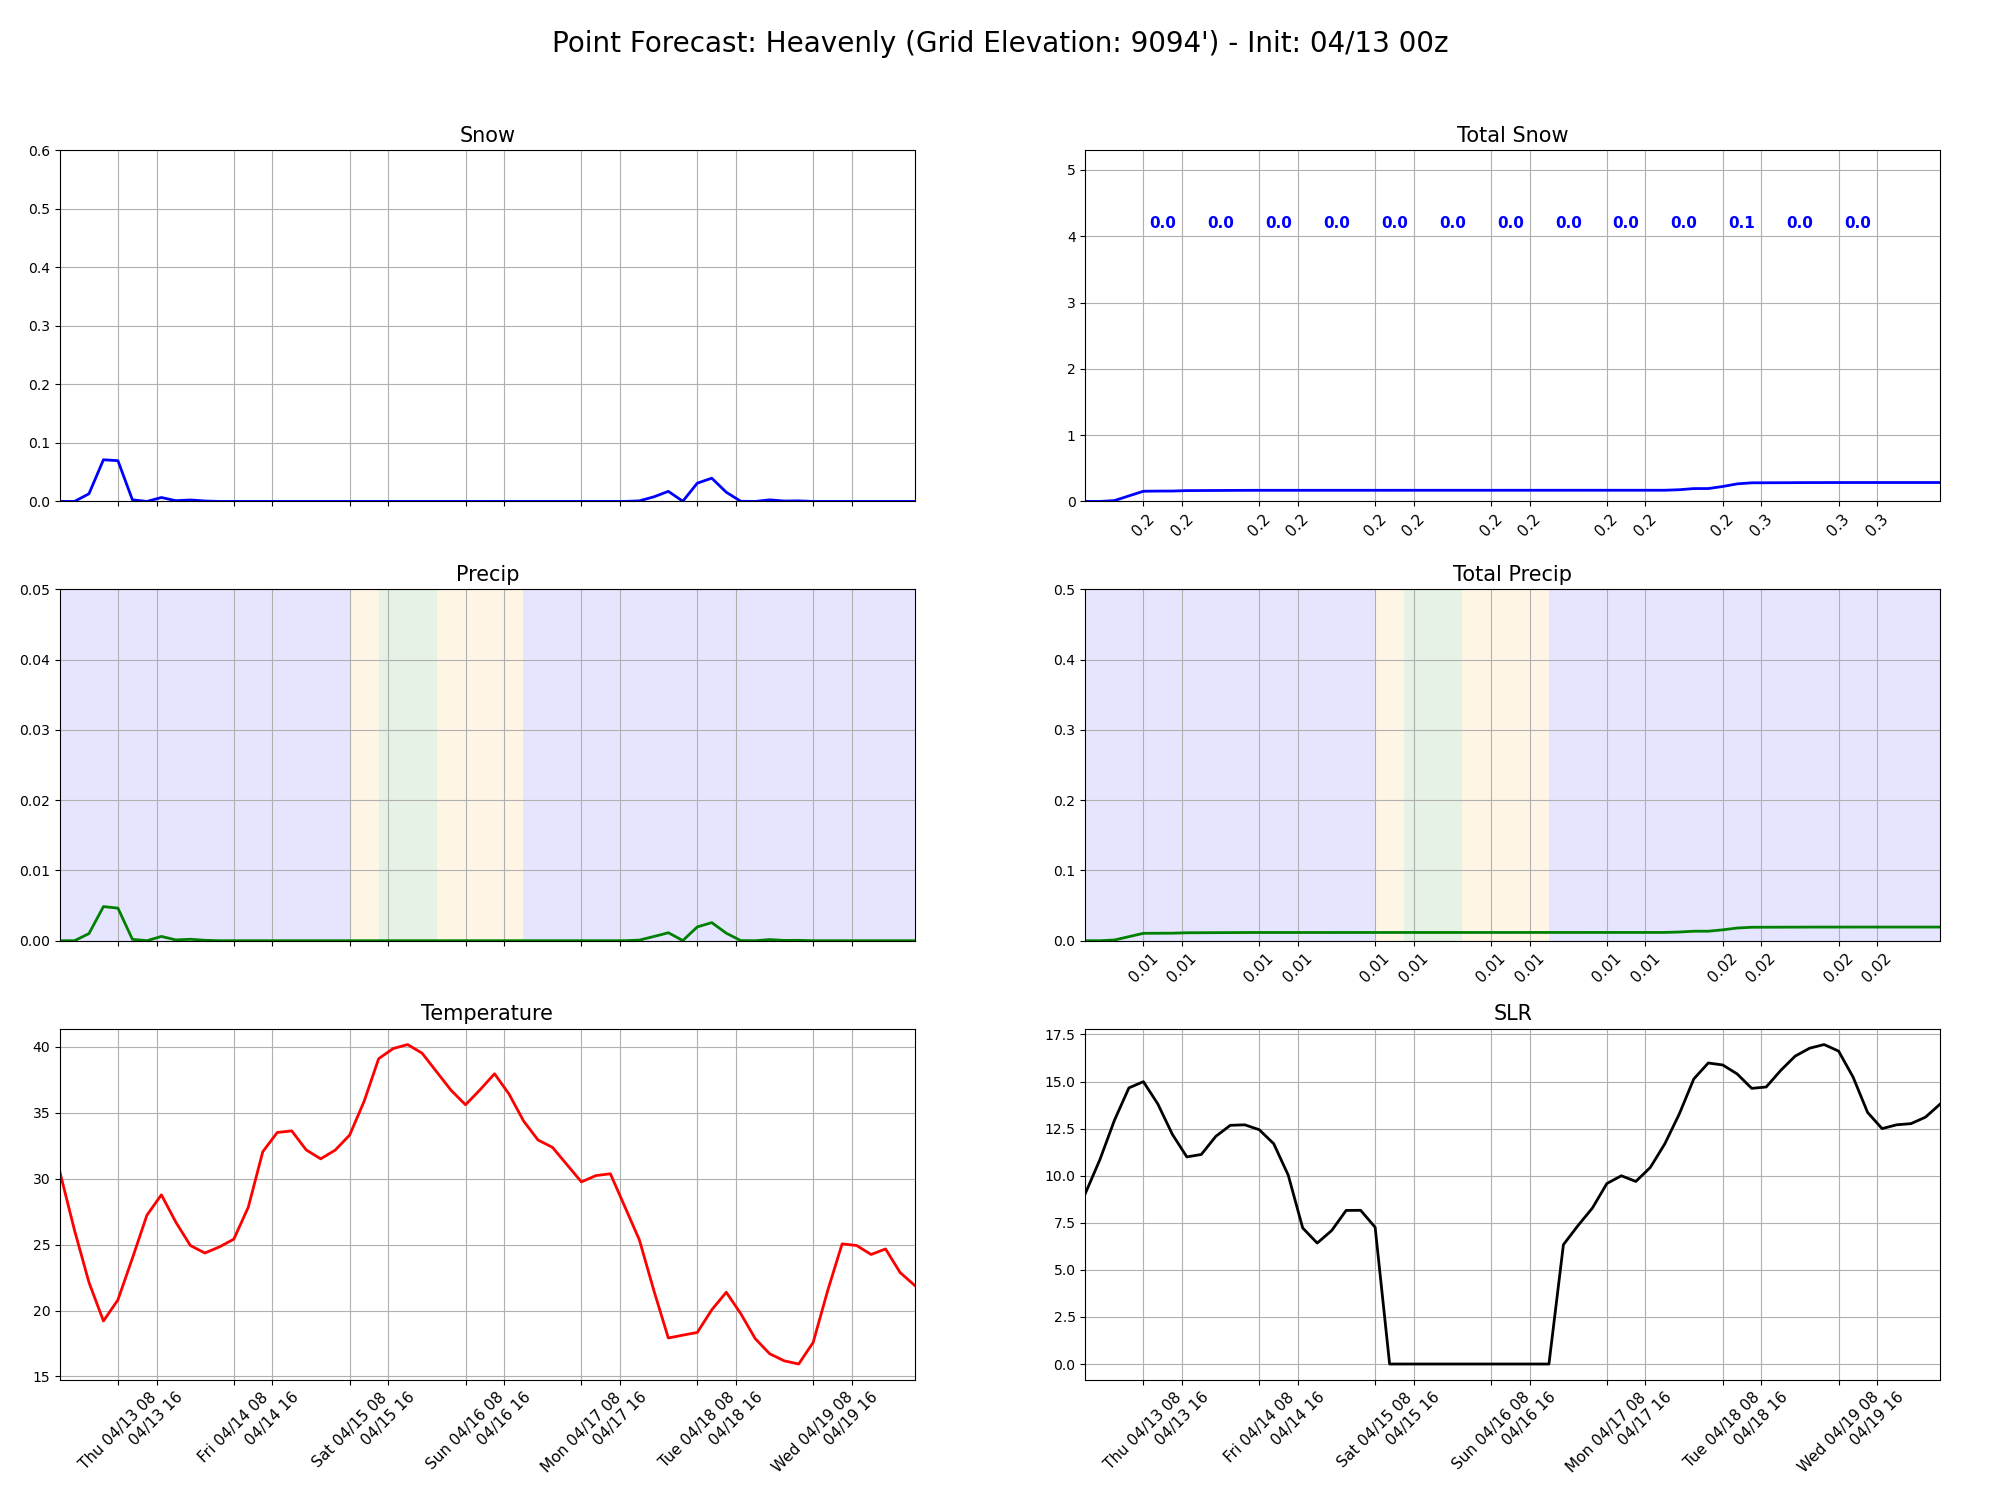 Point Forecast: Heavenly (Grid Elevation: 9094') - Init: 04/13 00z
Snow
0.6
0.5
0.4
0.3
0.2
0.1
0.0
Total Snow
5
4
3
2
1
0
0.0 0.0 0.0 0.0 0.0 0.0 0.0 0.0 0.0 0.0 0.1 0.0 0.0
0.2 0.2 0.2 0.2 0.2 0.2 0.2 0.2 0.2 0.2 0.2 0.3 0.3 0.3
Precip
0.05
0.04
0.03
0.02
0.01
0.00
Total Precip
0.5
0.4
0.3
0.2
0.1
0.0
0.01 0.01 0.01 0.01 0.01 0.01 0.01 0.01 0.01 0.01 0.02 0.02 0.02 0.02
Temperature
40
35
30
25
20
15
Thu 04/13 08
04/13 16
Fri 04/14 08
04/14 16
Sat 04/15 08
04/15 16
Sun 04/16 08
04/16 16
Mon 04/17 08
04/17 16
Tue 04/18 08
04/18 16
Wed 04/19 08
04/19 16
SLR
17.5
15.0
12.5
10.0
7.5
5.0
2.5
0.0
Thu 04/13 08
04/13 16
Fri 04/14 08
04/14 16
Sat 04/15 08
04/15 16
Sun 04/16 08
04/16 16
Mon 04/17 08
04/17 16
Tue 04/18 08
04/18 16
Wed 04/19 08
04/19 16